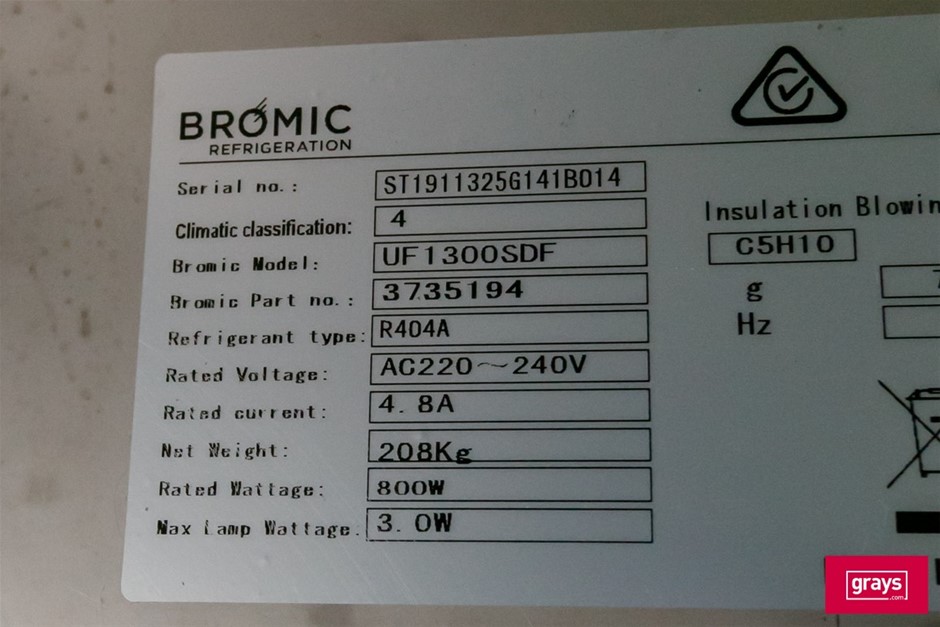 BROMIC
REFRIGERATION
Serial no.: ST1911325G141B014
Climatic classification: 4
Bromic Model: UF1300SDF
Bromic Part no.: 3735194
Refrigerant type: R404A
Rated Voltage: AC220~240V
Rated current: 4.8A
Net Weight: 208Kg
Rated Wattage: 800W
Max Lamp Wattage. 3.0W
Insulation Blowin
C5H10
g
Hz
grays
.com